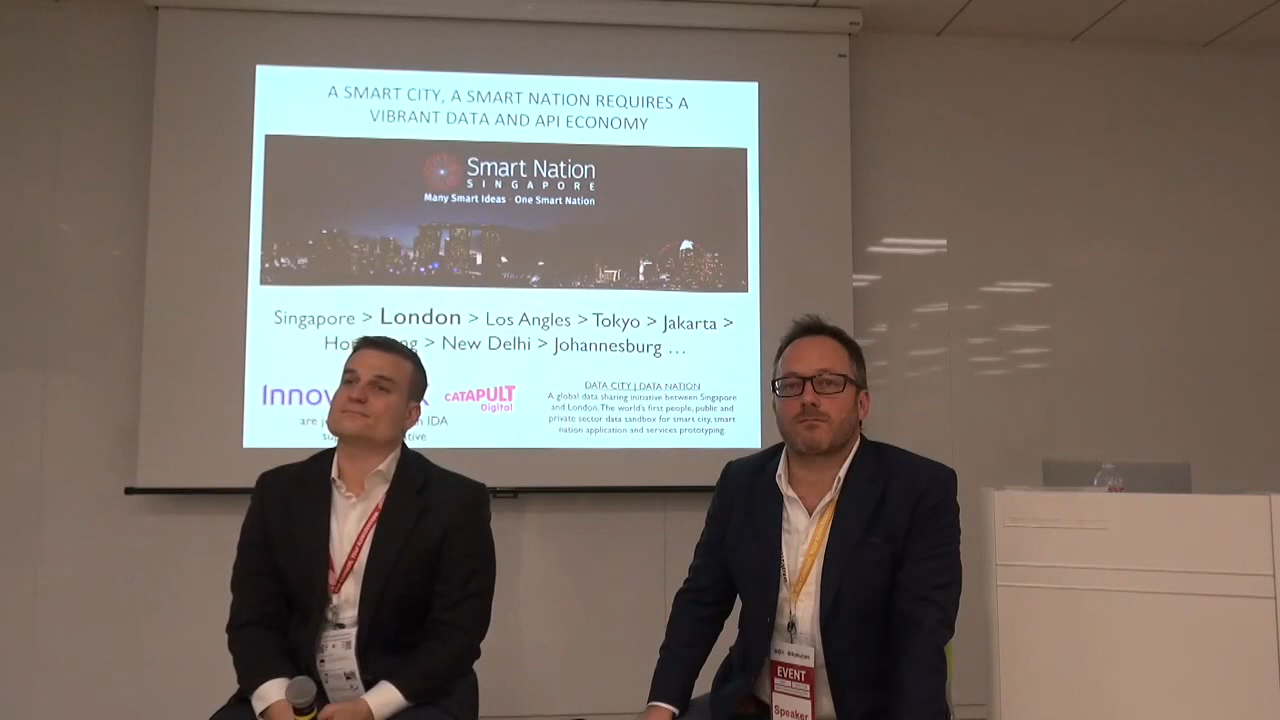 A SMART CITY, A SMART NATION REQUIRES A
VIBRANT DATA AND API ECONOMY
Smart Nation
SINGAPORE
Many Smart Ideas · One Smart Nation
Singapore > London > Los Angles > Tokyo > Jakarta >
> New Delhi > Johannesburg ...
CATAPULT
Digital
are IDA
DATA CITY | DATA NATION
A global data sharing initiative between Singapore
and London. The world's first people, public and
private sector data sandbox for smart city, smart
nation application and services prototyping.
EVENT
Speaker